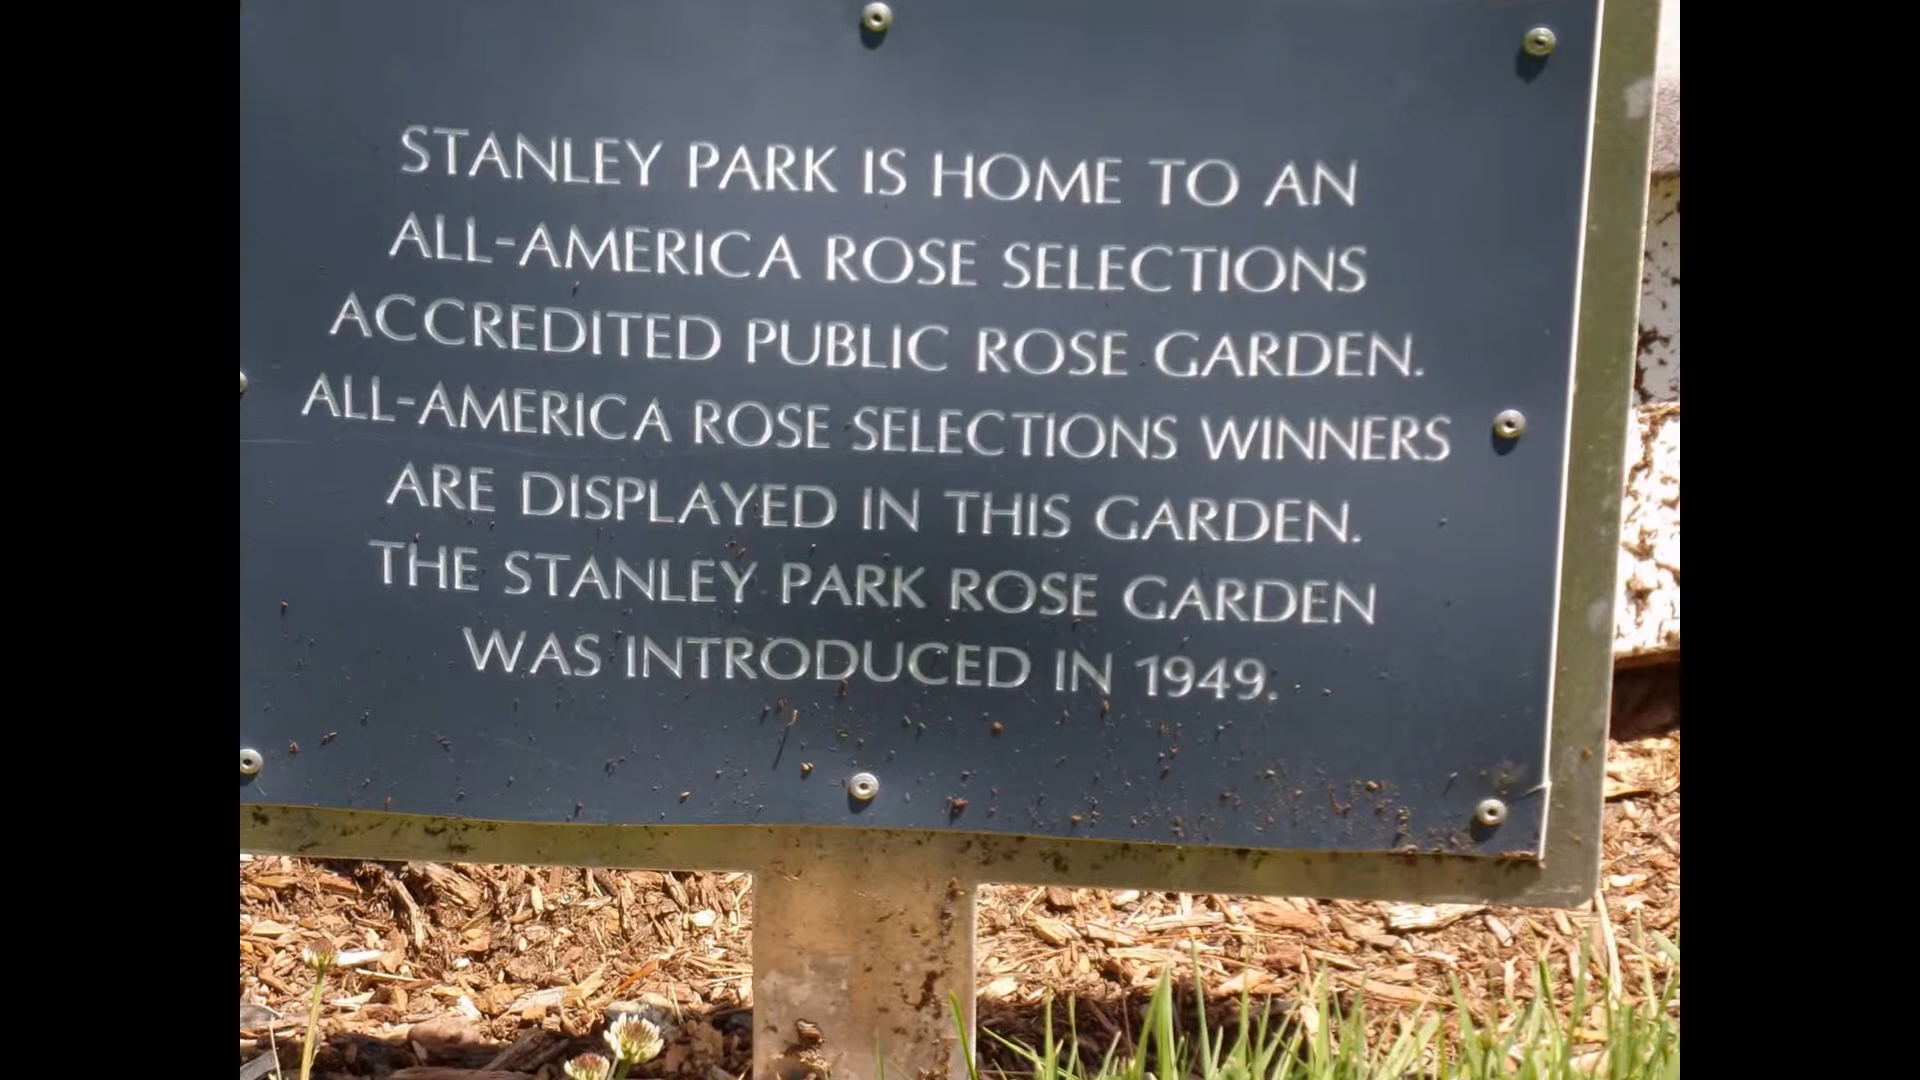 STANLEY PARK IS HOME TO AN
ALL-AMERICA ROSE SELECTIONS
ACCREDITED PUBLIC ROSE GARDEN.
ALL-AMERICA ROSE SELECTIONS WINNERS
ARE DISPLAYED IN THIS GARDEN.
THE STANLEY PARK ROSE GARDEN
WAS INTRODUCED IN 1949.